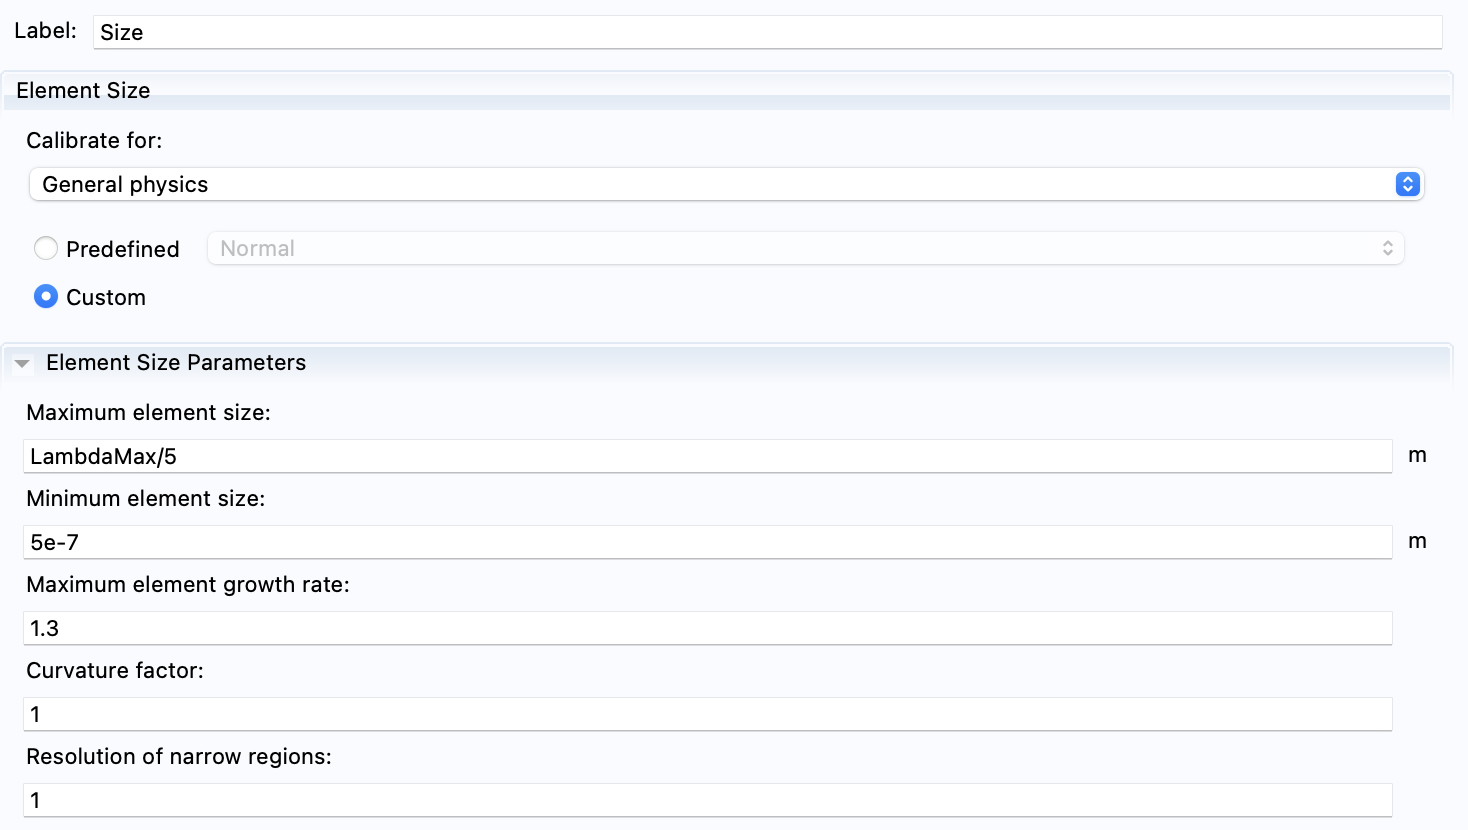 Label: Size
Element Size
Calibrate for:
General physics
Predefined Normal
Custom
Element Size Parameters
Maximum element size:
LambdaMax/5 m
Minimum element size:
5e-7 m
Maximum element growth rate:
1.3
Curvature factor:
1
Resolution of narrow regions:
1